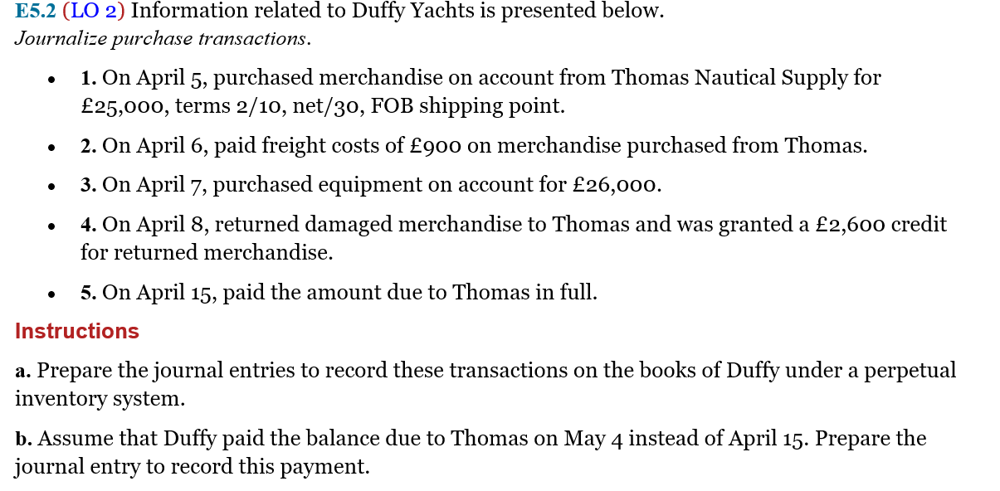 E5.2 (LO 2) Information related to Duffy Yachts is presented below.
Journalize purchase transactions.
• 1. On April 5, purchased merchandise on account from Thomas Nautical Supply for
£25,000, terms 2/10, net/30, FOB shipping point.
• 2. On April 6, paid freight costs of £900 on merchandise purchased from Thomas.
• 3. On April 7, purchased equipment on account for £26,000.
• 4. On April 8, returned damaged merchandise to Thomas and was granted a £2,600 credit
for returned merchandise.
• 5. On April 15, paid the amount due to Thomas in full.
Instructions
a. Prepare the journal entries to record these transactions on the books of Duffy under a perpetual
inventory system.
b. Assume that Duffy paid the balance due to Thomas on May 4 instead of April 15. Prepare the
journal entry to record this payment.